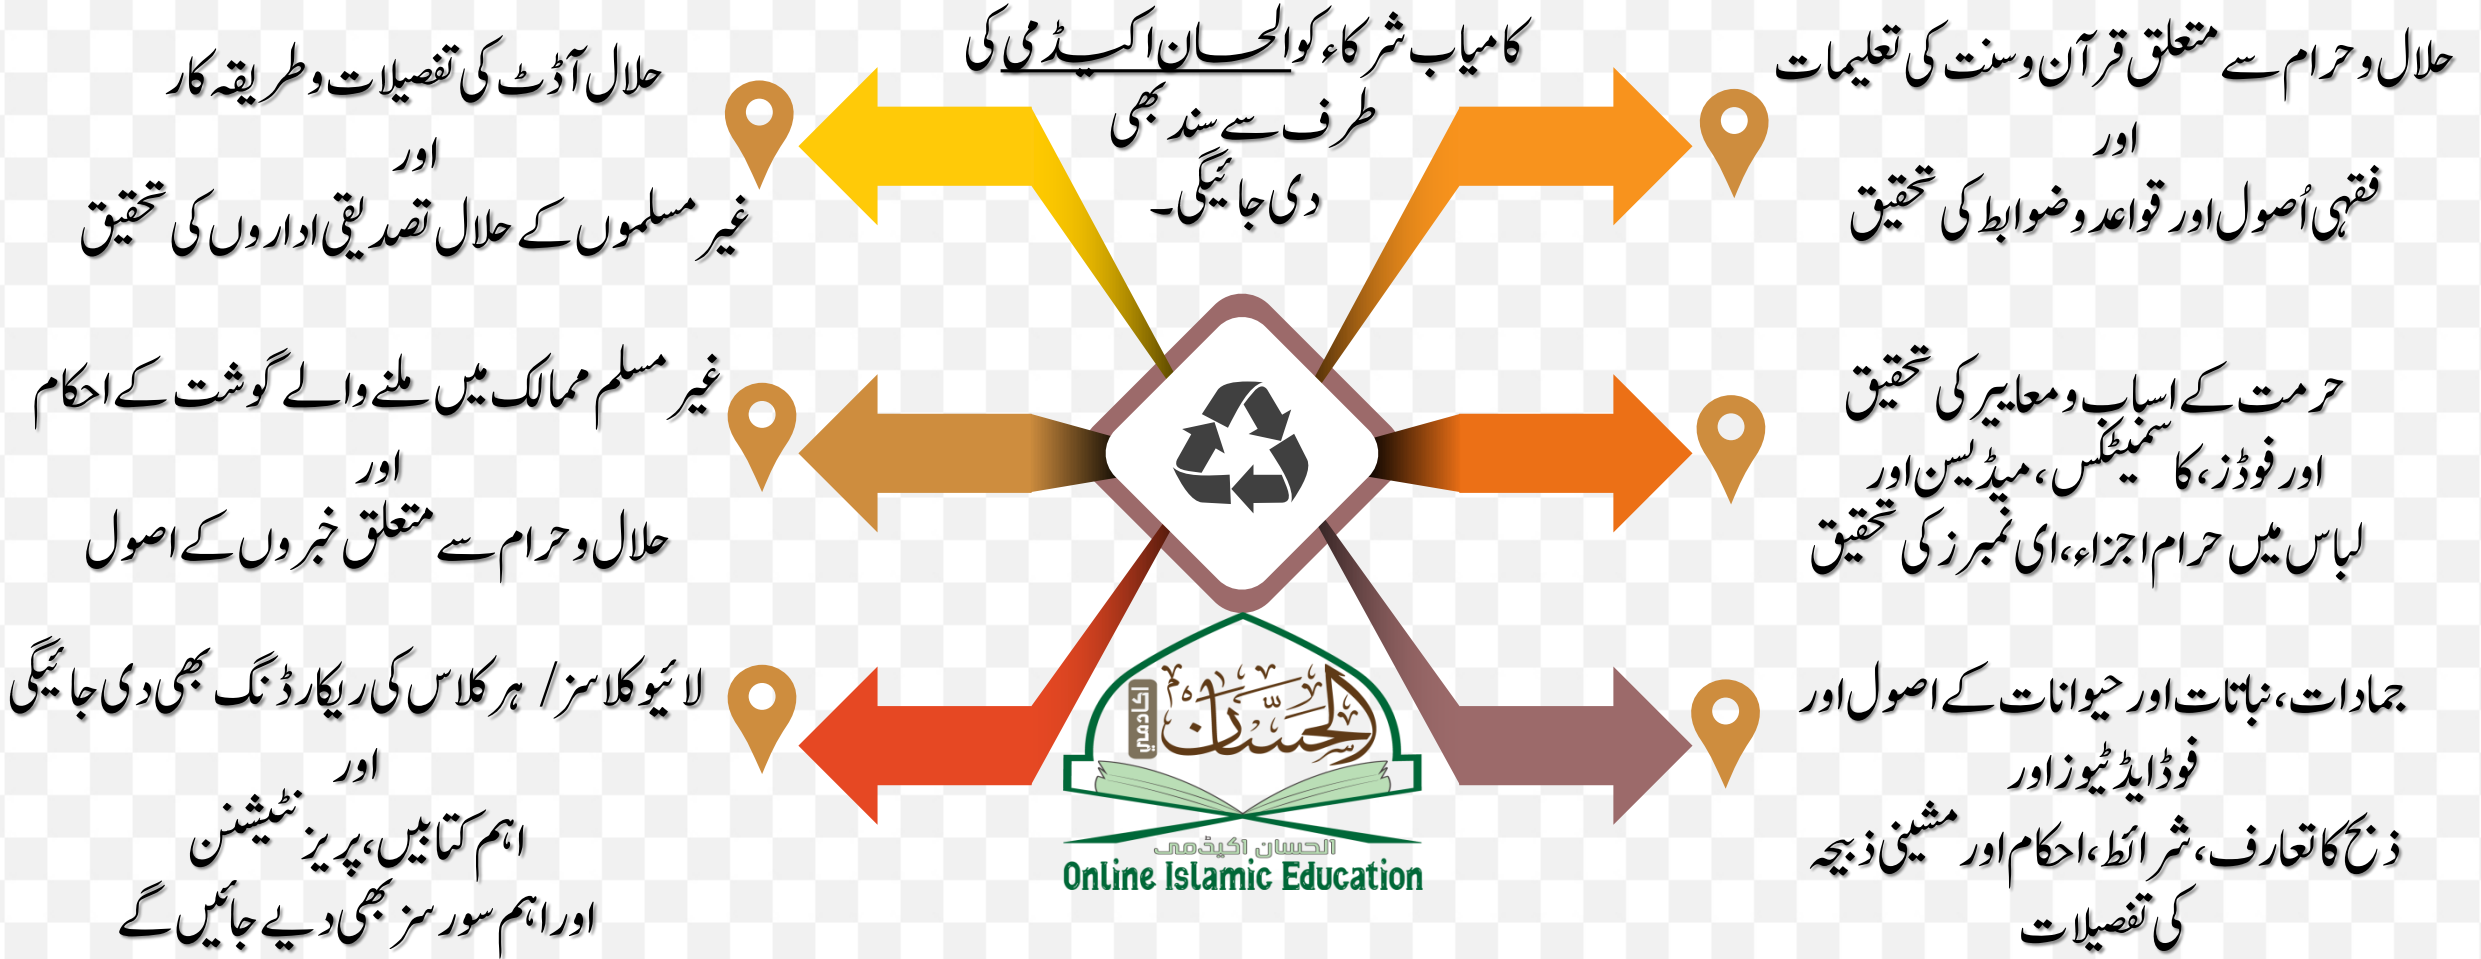 کامیاب شرکاء کو الحسان اکیڈمی کی
طرف سے سند بھی
دی جائیگی۔
حلال و حرام سے متعلق قرآن و سنت کی تعلیمات
اور
فقہی اُصول اور قواعد و ضوابط کی تحقیق
حرمت کے اسباب و معاییر کی تحقیق
اور فوڈز، کاسمیٹکس، میڈیسن اور
لباس میں حرام اجزاء، ای نمبرز کی تحقیق
جمادات، نباتات اور حیوانات کے اصول اور
فوڈ ایڈیٹیوز اور
ذبح کا تعارف، شرائط، احکام اور مشینی ذبیحہ
کی تفصیلات
حلال آڈٹ کی تفصیلات و طریقہ کار
اور
غیر مسلموں کے حلال تصدیقی اداروں کی تحقیق
غیر مسلم ممالک میں ملنے والے گوشت کے احکام
اور
حلال و حرام سے متعلق خبروں کے اصول
لائیو کلاسز / ہر کلاس کی ریکارڈنگ بھی دی جائیگی
اور
اہم کتابیں، پریزنٹیشنن
اور اہم سورسز بھی دیے جائیں گے
الحسان
اكادمي
الحسان اکیڈمی
Online Islamic Education